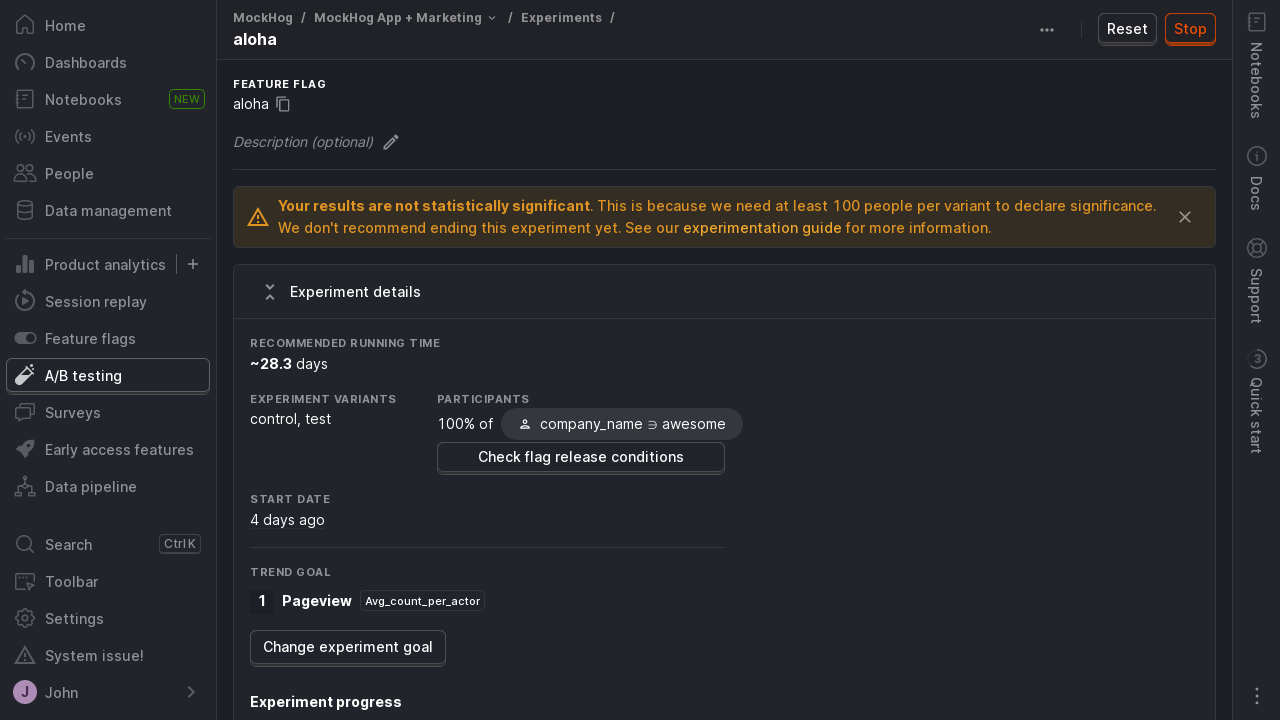 Home
Dashboards
Notebooks NEW
Events
People
Data management
Product analytics
Session replay
Feature flags
A/B testing
Surveys
Early access features
Data pipeline
Search Ctrl K
Toolbar
Settings
System issue!
J John
MockHog / MockHog App + Marketing / Experiments /
aloha
Reset Stop
FEATURE FLAG
aloha
Description (optional)
Your results are not statistically significant. This is because we need at least 100 people per variant to declare significance.
We don't recommend ending this experiment yet. See our experimentation guide for more information.
Experiment details
RECOMMENDED RUNNING TIME
~28.3 days
EXPERIMENT VARIANTS PARTICIPANTS
control, test
100% of company_name ∋ awesome
Check flag release conditions
START DATE
4 days ago
TREND GOAL
1 Pageview Avg_count_per_actor
Change experiment goal
Experiment progress
Notebooks
Docs
Support
3
Quick start